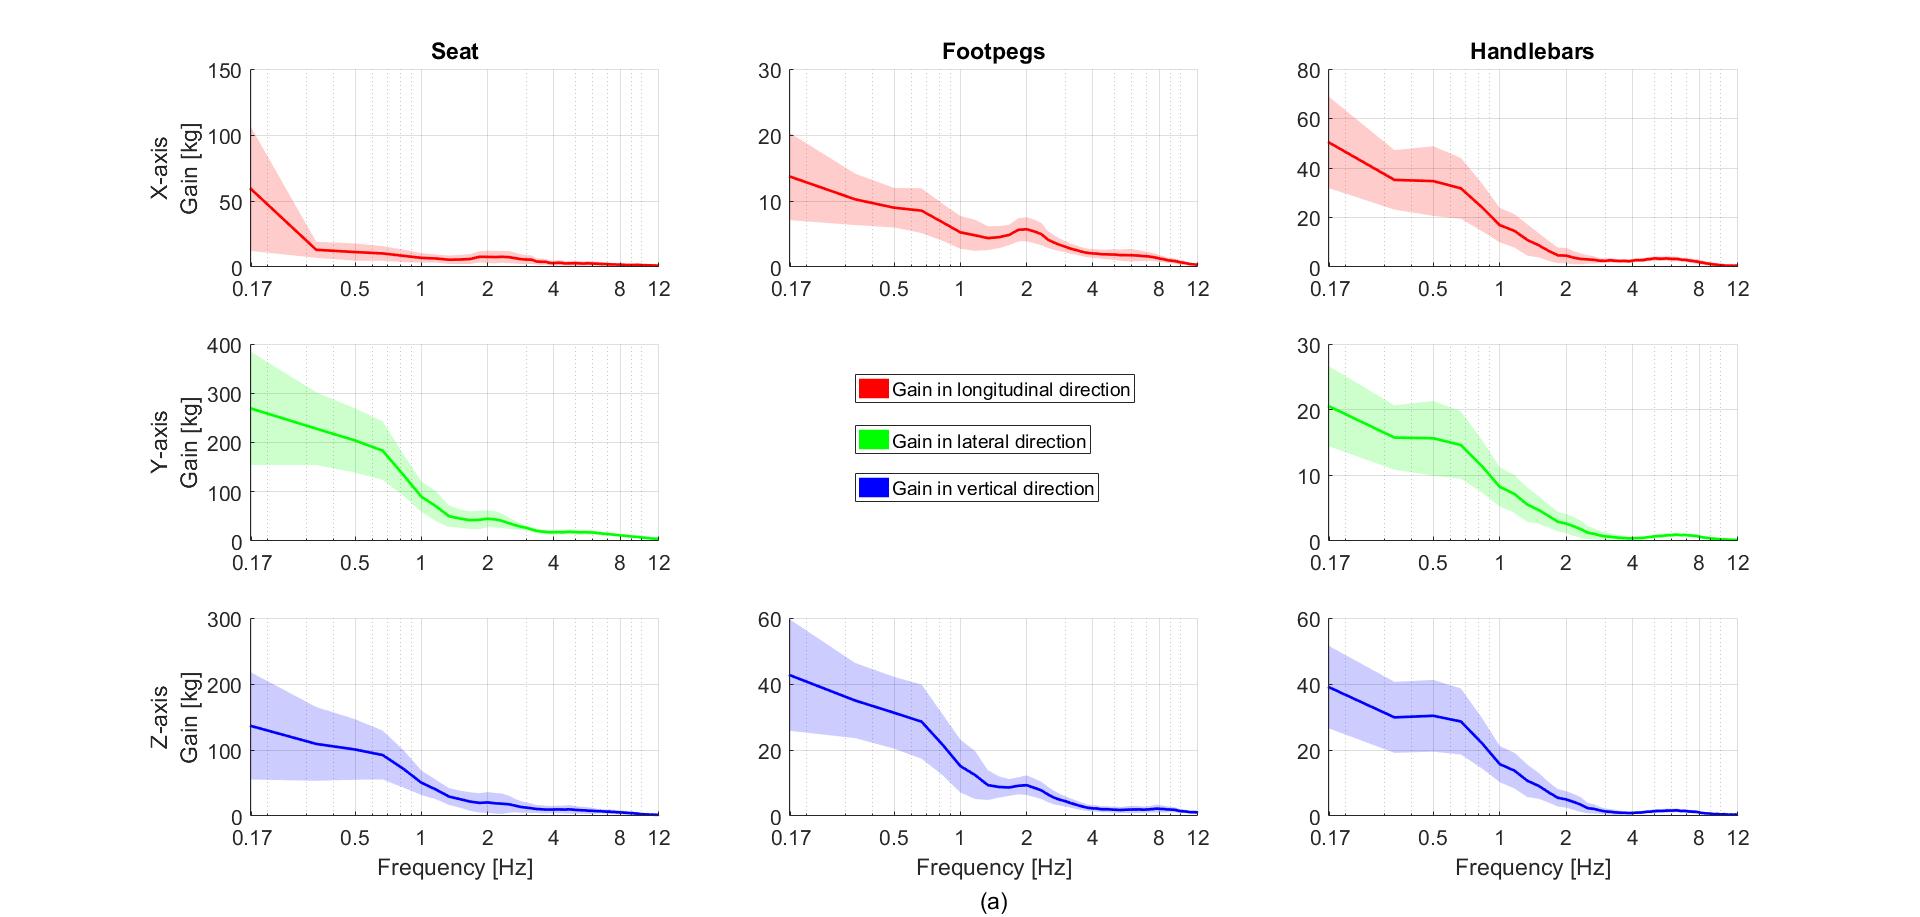 Seat Footpegs Handlebars
X-axis
Gain [kg]
150
100
50
0
0.17 0.5 1 2 4 8 12
30
20
10
0
0.17 0.5 1 2 4 8 12
80
60
40
20
0
0.17 0.5 1 2 4 8 12
Y-axis
Gain [kg]
400
300
200
100
0
0.17 0.5 1 2 4 8 12
Gain in longitudinal direction
Gain in lateral direction
Gain in vertical direction
30
20
10
0
0.17 0.5 1 2 4 8 12
Z-axis
Gain [kg]
300
200
100
0
0.17 0.5 1 2 4 8 12
Frequency [Hz]
60
40
20
0
0.17 0.5 1 2 4 8 12
Frequency [Hz]
60
40
20
0
0.17 0.5 1 2 4 8 12
Frequency [Hz]
(a)